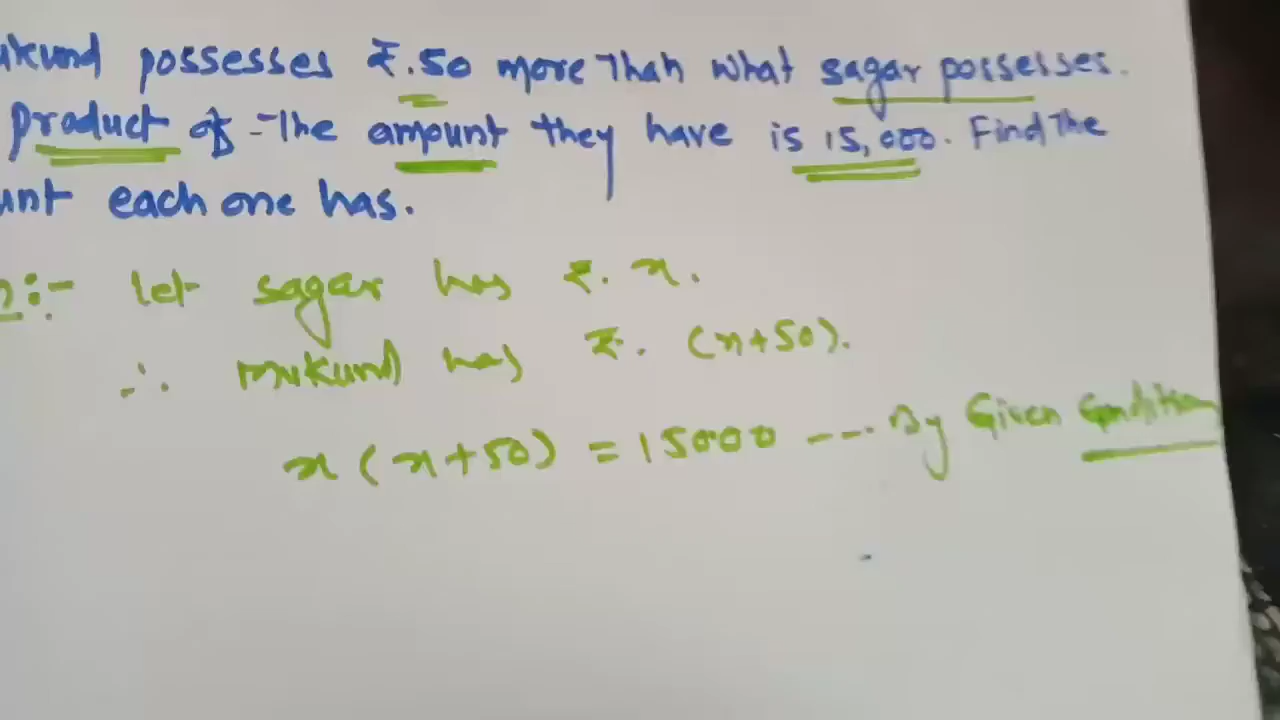 ukund possesses ₹.50 more than what sagar possesses.
product of the amount they have is 15,000. Find the
unt each one has.
n:- Let sagar has ₹. x.
∴ mukund has ₹. (x+50).
x(x+50) = 15000 --- By Given Condition